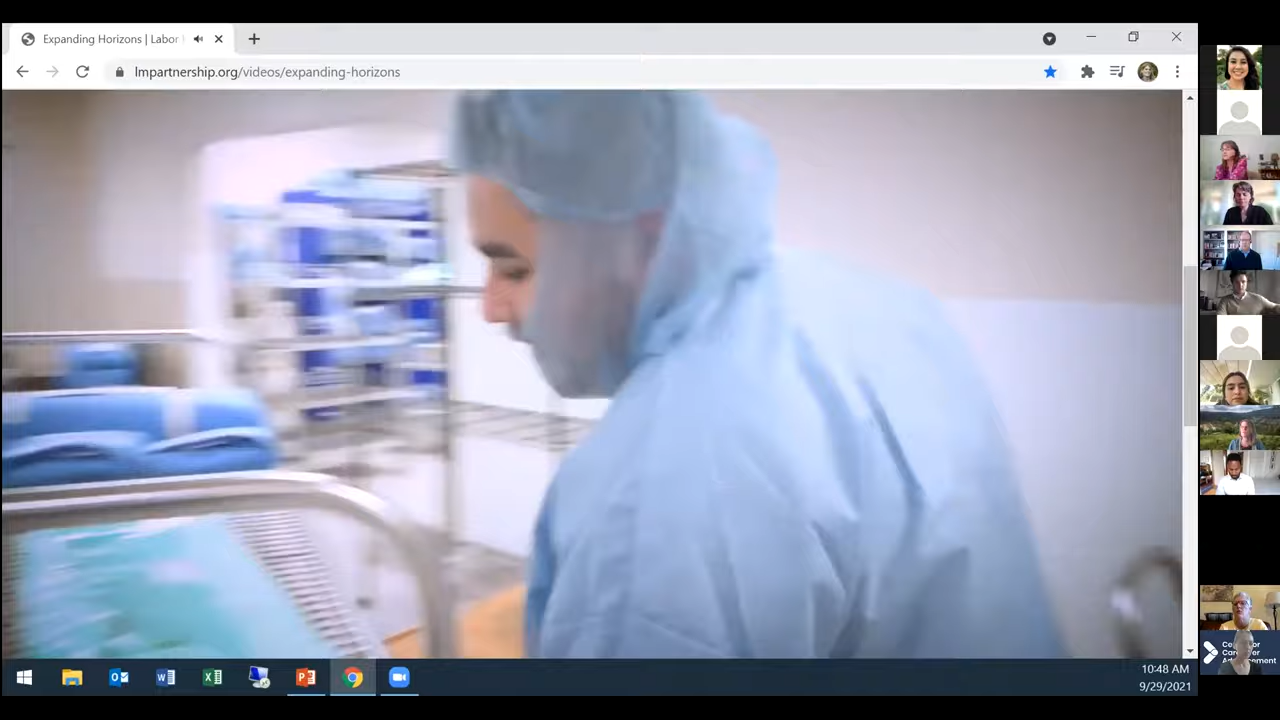 Expanding Horizons | Labor
lmpartnership.org/videos/expanding-horizons
10:48 AM
9/29/2021